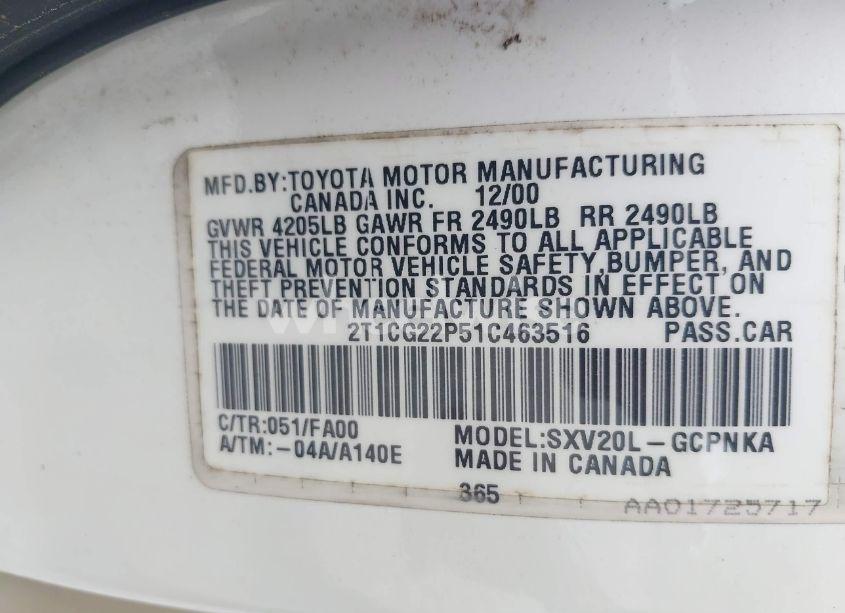 MFD.BY:TOYOTA MOTOR MANUFACTURING
CANADA INC. 12/00
GVWR 4205LB GAWR FR 2490LB RR 2490LB
THIS VEHICLE CONFORMS TO ALL APPLICABLE
FEDERAL MOTOR VEHICLE SAFETY,BUMPER, AND
THEFT PREVENTION STANDARDS IN EFFECT ON
THE DATE OF MANUFACTURE SHOWN ABOVE.
2T1CG22P51C463516 PASS.CAR
C/TR:051/FA00
A/TM:-04A/A140E
MODEL:SXV20L-GCPNKA
MADE IN CANADA
365
AA01725717